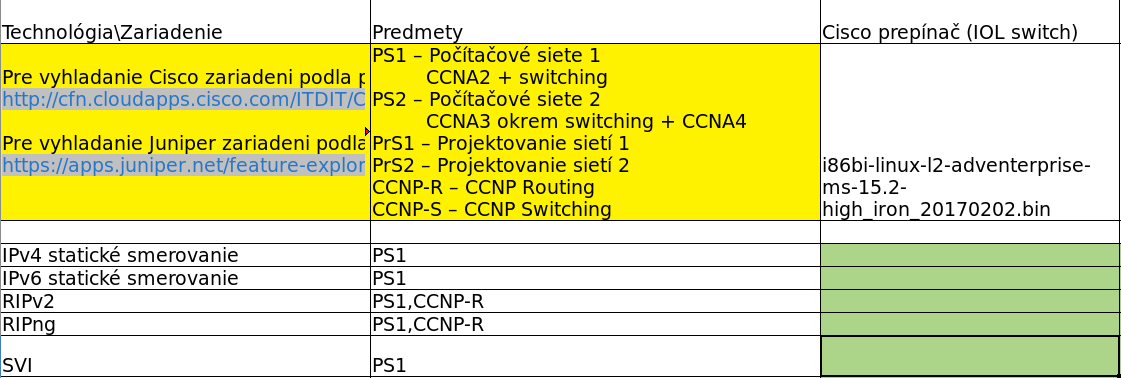 Technológia\Zariadenie
Predmety
Cisco prepínač (IOL switch)
Pre vyhladanie Cisco zariadeni podla p
http://cfn.cloudapps.cisco.com/ITDIT/C
Pre vyhladanie Juniper zariadeni podla
https://apps.juniper.net/feature-explor
PS1 – Počítačové siete 1
CCNA2 + switching
PS2 – Počítačové siete 2
CCNA3 okrem switching + CCNA4
PrS1 – Projektovanie sietí 1
PrS2 – Projektovanie sietí 2
CCNP-R – CCNP Routing
CCNP-S – CCNP Switching
i86bi-linux-l2-adventerprise-
ms-15.2-
high_iron_20170202.bin
IPv4 statické smerovanie
PS1
IPv6 statické smerovanie
PS1
RIPv2
PS1,CCNP-R
RIPng
PS1,CCNP-R
SVI
PS1